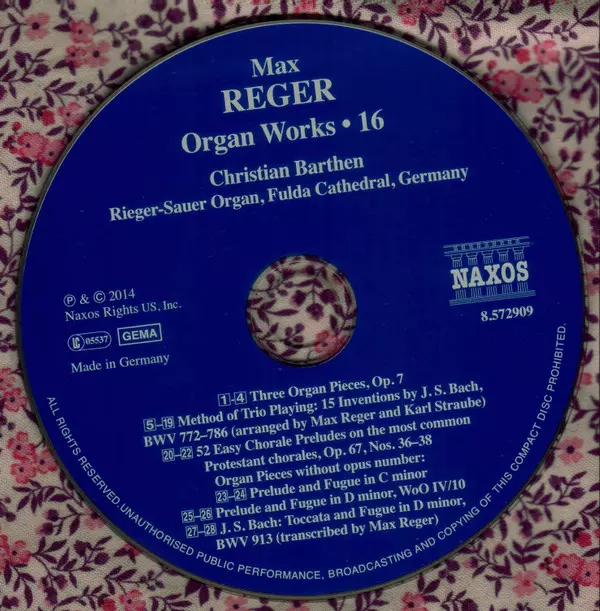 Max
REGER
Organ Works • 16
Christian Barthen
Rieger-Sauer Organ, Fulda Cathedral, Germany
NAXOS
8.572909
Ⓟ & © 2014
Naxos Rights US, Inc.
LC 05537 GEMA
Made in Germany
1-4 Three Organ Pieces, Op. 7
5-19 Method of Trio Playing: 15 Inventions by J. S. Bach,
BWV 772–786 (arranged by Max Reger and Karl Straube)
20-22 52 Easy Chorale Preludes on the most common
Protestant chorales, Op. 67, Nos. 36–38
Organ Pieces without opus number:
23-24 Prelude and Fugue in C minor
25-26 Prelude and Fugue in D minor, WoO IV/10
27-28 J. S. Bach: Toccata and Fugue in D minor,
BWV 913 (transcribed by Max Reger)
ALL RIGHTS RESERVED. UNAUTHORISED PUBLIC PERFORMANCE, BROADCASTING AND COPYING OF THIS COMPACT DISC PROHIBITED.